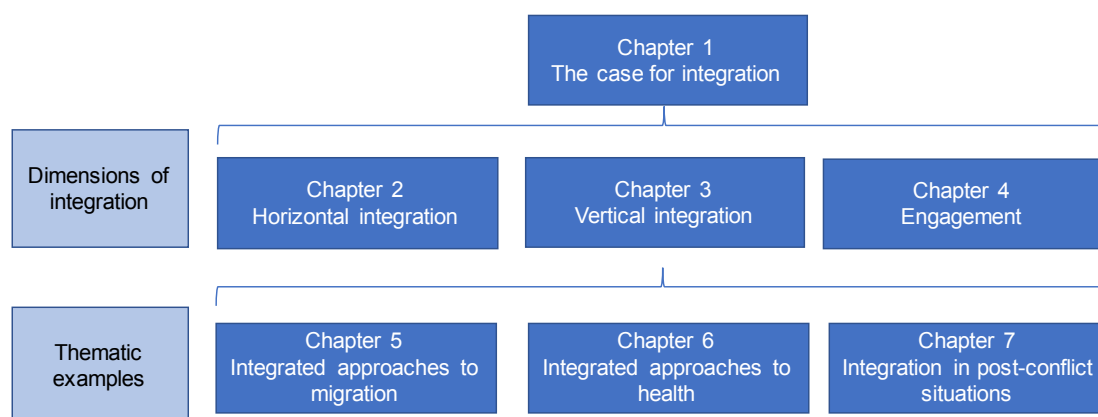 Chapter 1
The case for integration
Dimensions of
integration
Chapter 2
Horizontal integration
Chapter 3
Vertical integration
Chapter 4
Engagement
Thematic
examples
Chapter 5
Integrated approaches to
migration
Chapter 6
Integrated approaches to
health
Chapter 7
Integration in post-conflict
situations